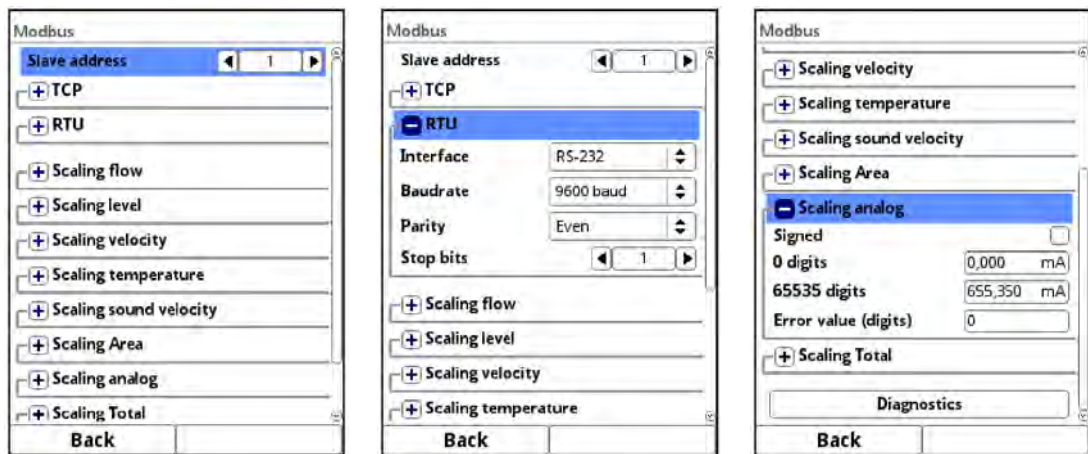 Modbus
Slave address 1
TCP
RTU
Scaling flow
Scaling level
Scaling velocity
Scaling temperature
Scaling sound velocity
Scaling Area
Scaling analog
Scaling Total
Back
Modbus
Slave address 1
TCP
RTU
Interface RS-232
Baudrate 9600 baud
Parity Even
Stop bits 1
Scaling flow
Scaling level
Scaling velocity
Scaling temperature
Back
Modbus
Scaling velocity
Scaling temperature
Scaling sound velocity
Scaling Area
Scaling analog
Signed
0 digits 0,000 mA
65535 digits 655,350 mA
Error value (digits) 0
Scaling Total
Diagnostics
Back